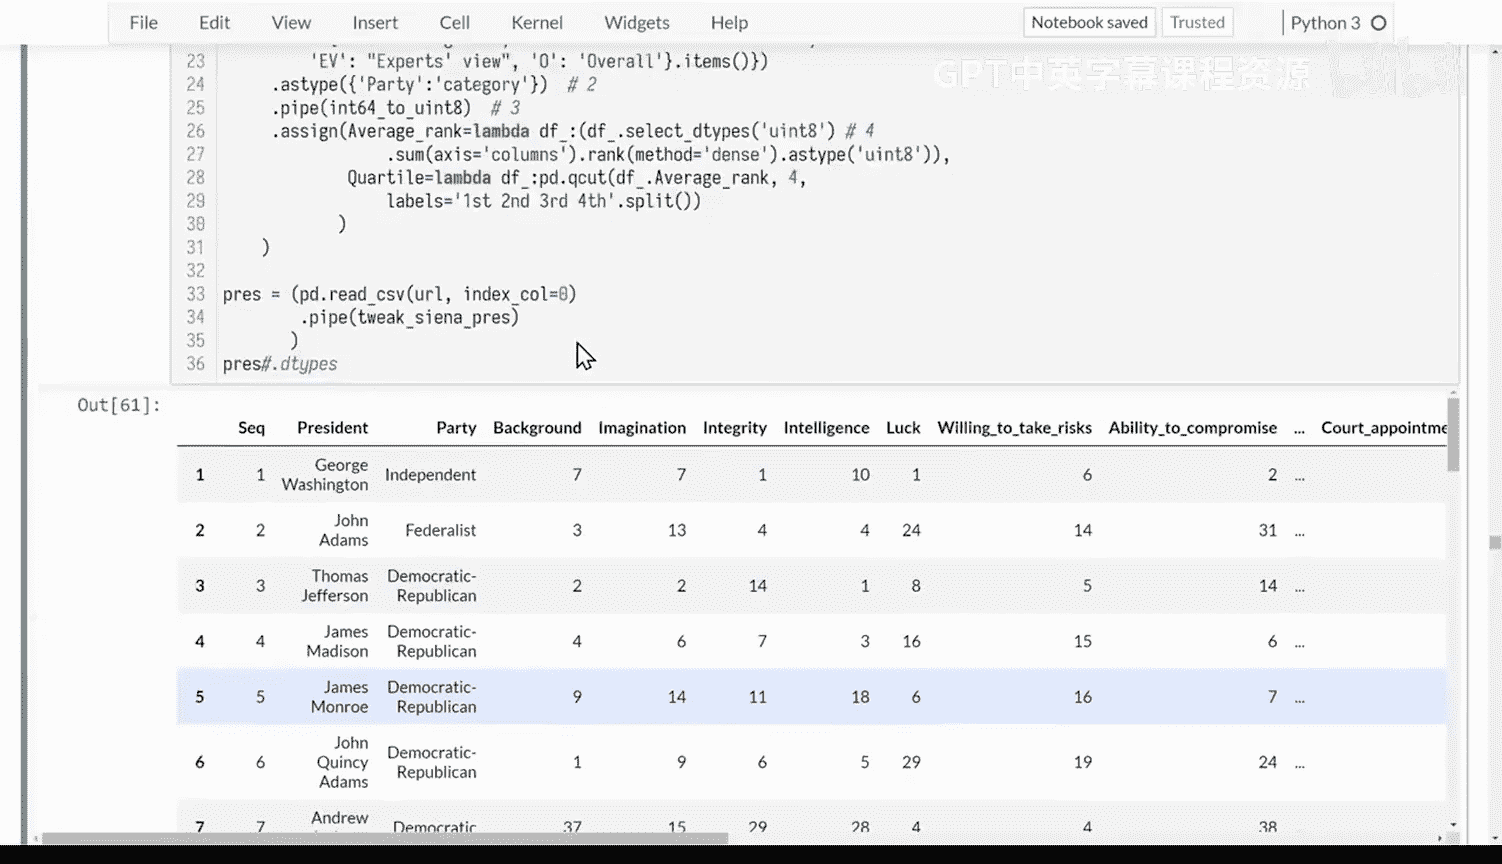 File Edit View Insert Cell Kernel Widgets Help Notebook saved Trusted Python 3
GPT中英字幕课程资源
23 'EV': "Experts' view", 'O': 'Overall'}.items()})
24 .astype({'Party':'category'}) # 2
25 .pipe(int64_to_uint8) # 3
26 .assign(Average_rank=lambda df_:(df_.select_dtypes('uint8') # 4
27 .sum(axis='columns').rank(method='dense').astype('uint8')),
28 Quartile=lambda df_:pd.qcut(df_.Average_rank, 4,
29 labels='1st 2nd 3rd 4th'.split())
30 )
31 )
32
33 pres = (pd.read_csv(url, index_col=0)
34 .pipe(tweak_siena_pres)
35 )
36 pres#.dtypes
Out[61]:
Seq President Party Background Imagination Integrity Intelligence Luck Willing_to_take_risks Ability_to_compromise ... Court_appointme
1 1 George Washington Independent 7 7 1 10 1 6 2 ...
2 2 John Adams Federalist 3 13 4 4 24 14 31 ...
3 3 Thomas Jefferson Democratic-Republican 2 2 14 1 8 5 14 ...
4 4 James Madison Democratic-Republican 4 6 7 3 16 15 6 ...
5 5 James Monroe Democratic-Republican 9 14 11 18 6 16 7 ...
6 6 John Quincy Adams Democratic-Republican 1 9 6 5 29 19 24 ...
7 7 Andrew Democratic 37 15 29 28 4 4 38